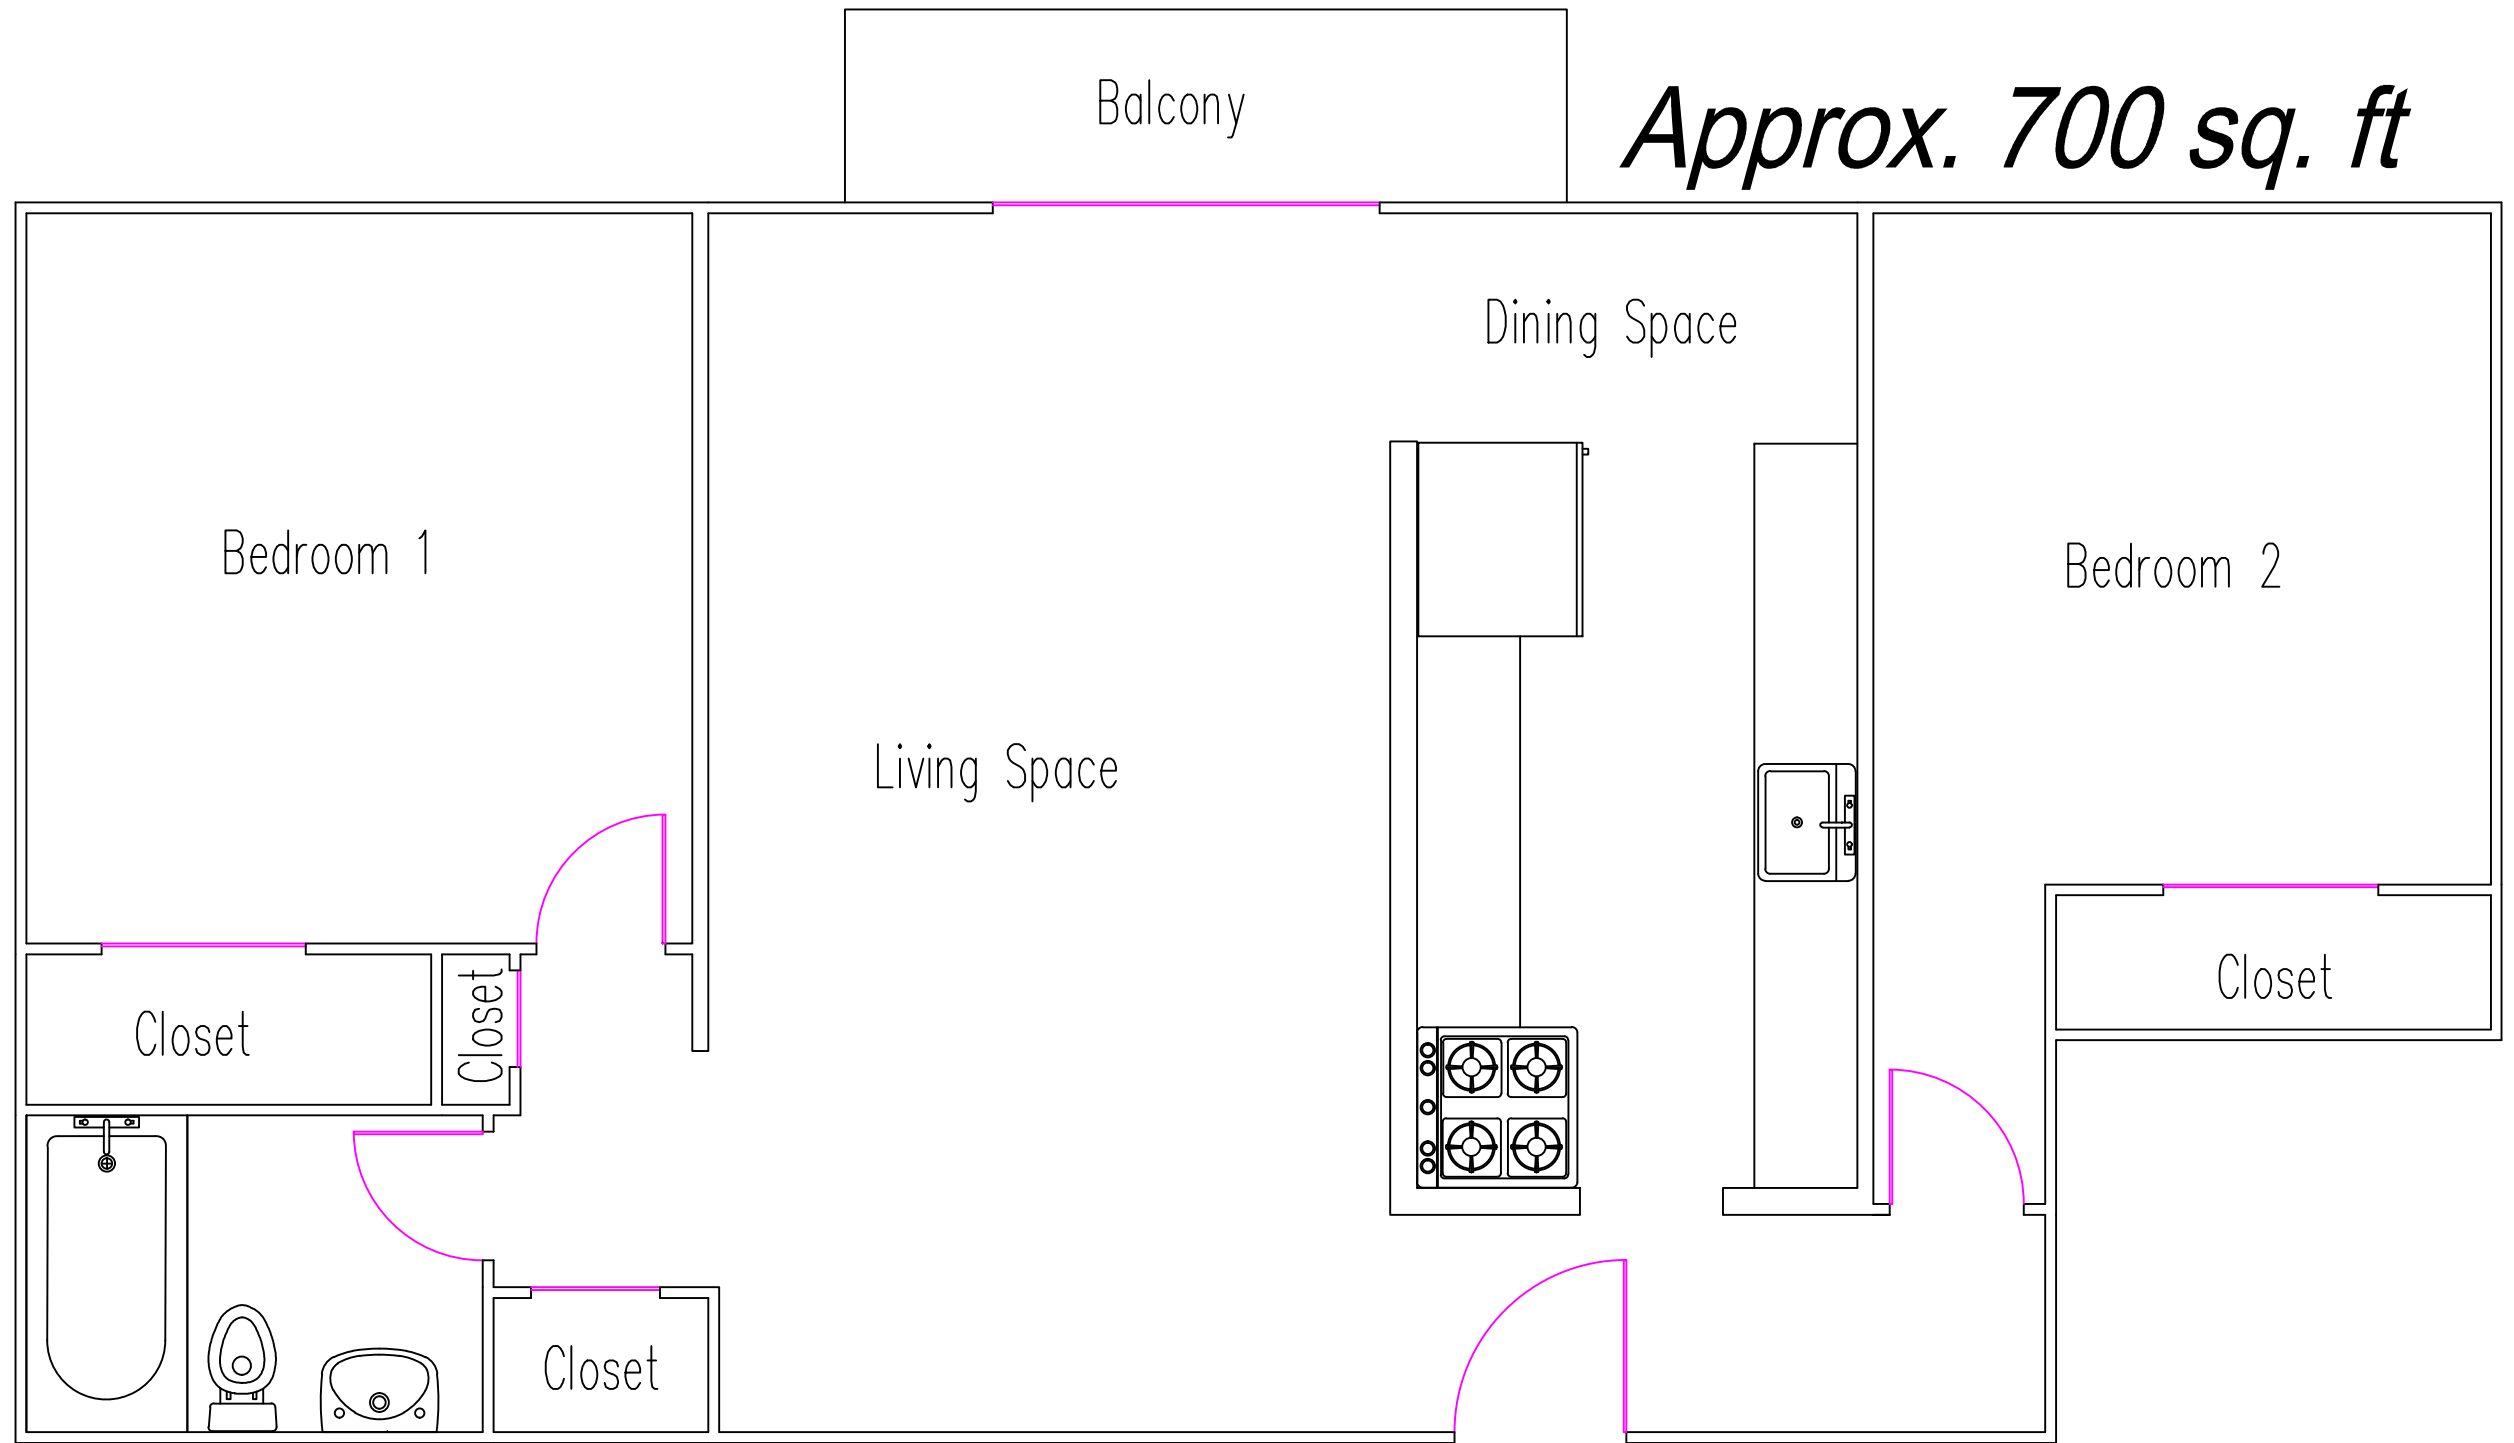 Balcony
Approx. 700 sq. ft
Dining Space
Bedroom 1
Bedroom 2
Living Space
Closet
Closet
Closet
Closet